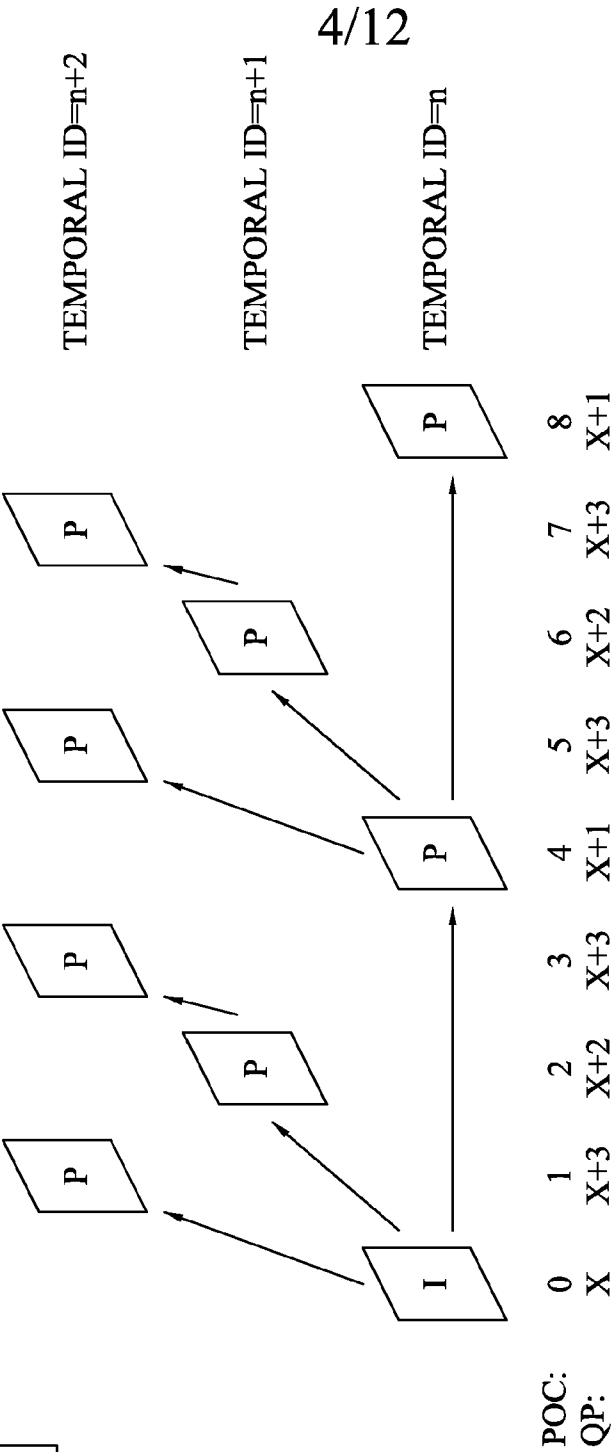 4/12
P P P P
TEMPORAL ID=n+2
P P
TEMPORAL ID=n+1
I P P
TEMPORAL ID=n
POC: 0 1 2 3 4 5 6 7 8
QP: X X+3 X+2 X+3 X+1 X+3 X+2 X+3 X+1